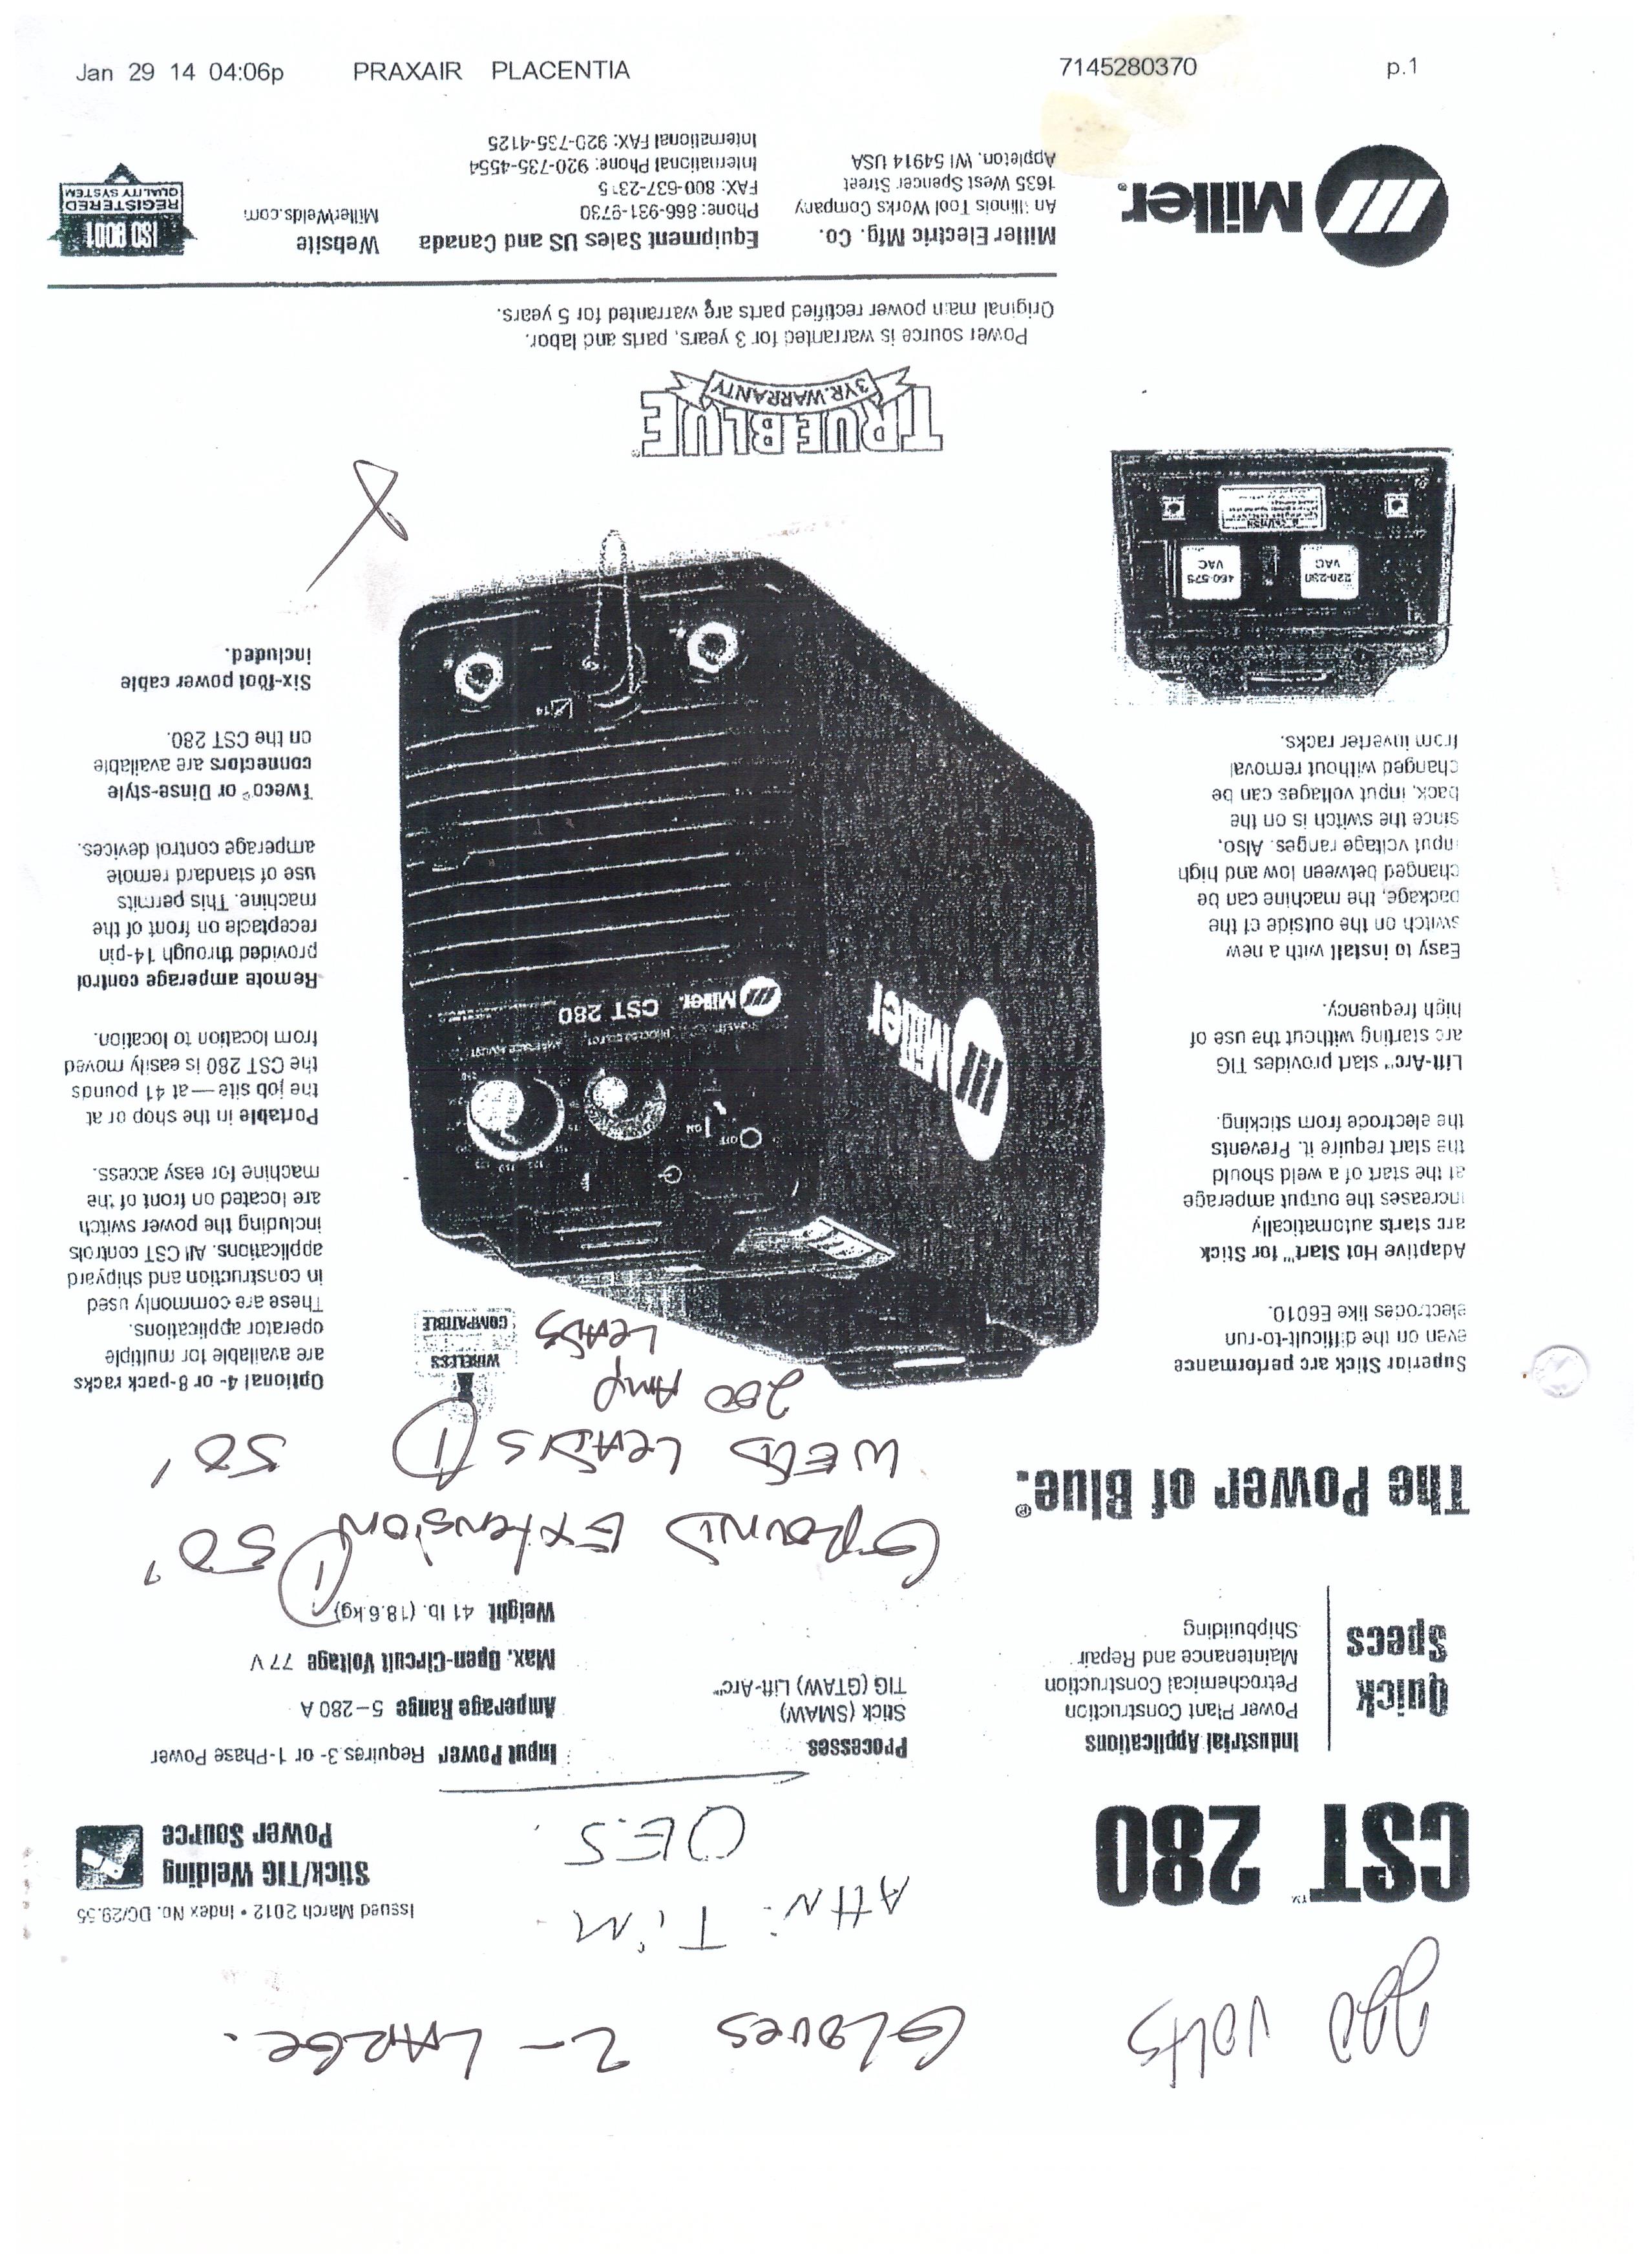 Jan 29 14 04:06p PRAXAIR PLACENTIA 7145280370 p.1
VOLTS
GLOVES 2 - LARGE.
Attn: Tim
O.E.S.
Issued March 2012 • Index No. DC/29.55
CST™ 280
Stick/TIG Welding
Power Source
Quick
Specs
Industrial Applications
Power Plant Construction
Petrochemical Construction
Maintenance and Repair
Shipbuilding
Processes
Stick (SMAW)
TIG (GTAW) Lift-Arc™
Input Power Requires 3- or 1-Phase Power
Amperage Range 5–280 A
Max. Open-Circuit Voltage 77 V
Weight 41 lb. (18.6 kg)
GROUND Extension 1 50'
WELD LEADS 1 50'
200 Amp
LEADS
The Power of Blue.®
Superior Stick arc performance
even on the difficult-to-run
electrodes like E6010.
Adaptive Hot Start™ for Stick
arc starts automatically
increases the output amperage
at the start of a weld should
the start require it. Prevents
the electrode from sticking.
Lift-Arc™ start provides TIG
arc starting without the use of
high frequency.
Easy to install with a new
switch on the outside of the
package, the machine can be
changed between low and high
input voltage ranges. Also,
since the switch is on the
back, input voltages can be
changed without removal
from inverter racks.
220-230
VAC
460-575
VAC
WIRELESS
COMPATIBLE
OFF
ON
Miller
Miller. CST 280
14
Optional 4- or 8-pack racks
are available for multiple
operator applications.
These are commonly used
in construction and shipyard
applications. All CST controls
including the power switch
are located on front of the
machine for easy access.
Portable in the shop or at
the job site — at 41 pounds
the CST 280 is easily moved
from location to location.
Remote amperage control
provided through 14-pin
receptacle on front of the
machine. This permits
use of standard remote
amperage control devices.
Tweco® or Dinse-style
connectors are available
on the CST 280.
Six-foot power cable
included.
TRUE BLUE®
3YR. WARRANTY
Power source is warranted for 3 years, parts and labor.
Original main power rectified parts are warranted for 5 years.
Miller.
Miller Electric Mfg. Co.
An Illinois Tool Works Company
1635 West Spencer Street
Appleton, WI 54914 USA
Equipment Sales US and Canada
Phone: 866-931-9730
FAX: 800-637-2315
International Phone: 920-735-4554
International FAX: 920-735-4125
Website
MillerWelds.com
ISO 9001
REGISTERED
QUALITY SYSTEM